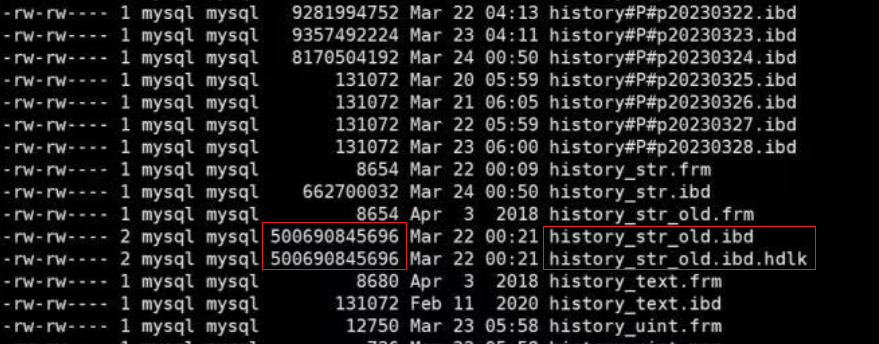 -rw-rw---- 1 mysql mysql 9281994752 Mar 22 04:13 history#P#p20230322.ibd
-rw-rw---- 1 mysql mysql 9357492224 Mar 23 04:11 history#P#p20230323.ibd
-rw-rw---- 1 mysql mysql 8170504192 Mar 24 00:50 history#P#p20230324.ibd
-rw-rw---- 1 mysql mysql 131072 Mar 20 05:59 history#P#p20230325.ibd
-rw-rw---- 1 mysql mysql 131072 Mar 21 06:05 history#P#p20230326.ibd
-rw-rw---- 1 mysql mysql 131072 Mar 22 05:59 history#P#p20230327.ibd
-rw-rw---- 1 mysql mysql 131072 Mar 23 06:00 history#P#p20230328.ibd
-rw-rw---- 1 mysql mysql 8654 Mar 22 00:09 history_str.frm
-rw-rw---- 1 mysql mysql 662700032 Mar 24 00:50 history_str.ibd
-rw-rw---- 1 mysql mysql 8654 Apr 3 2018 history_str_old.frm
-rw-rw---- 2 mysql mysql 500690845696 Mar 22 00:21 history_str_old.ibd
-rw-rw---- 2 mysql mysql 500690845696 Mar 22 00:21 history_str_old.ibd.hdlk
-rw-rw---- 1 mysql mysql 8680 Apr 3 2018 history_text.frm
-rw-rw---- 1 mysql mysql 131072 Feb 11 2020 history_text.ibd
-rw-rw---- 1 mysql mysql 12750 Mar 23 05:58 history_uint.frm